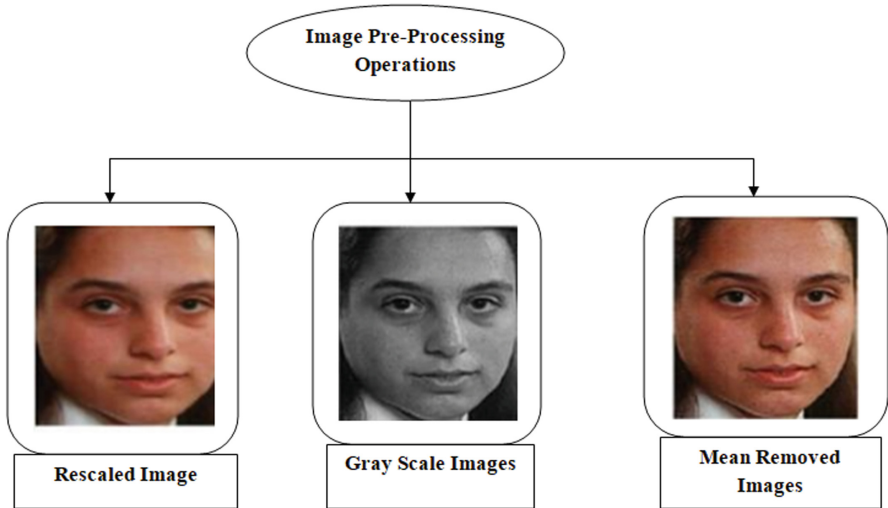 Image Pre-Processing
Operations
Rescaled Image
Gray Scale Images
Mean Removed
Images